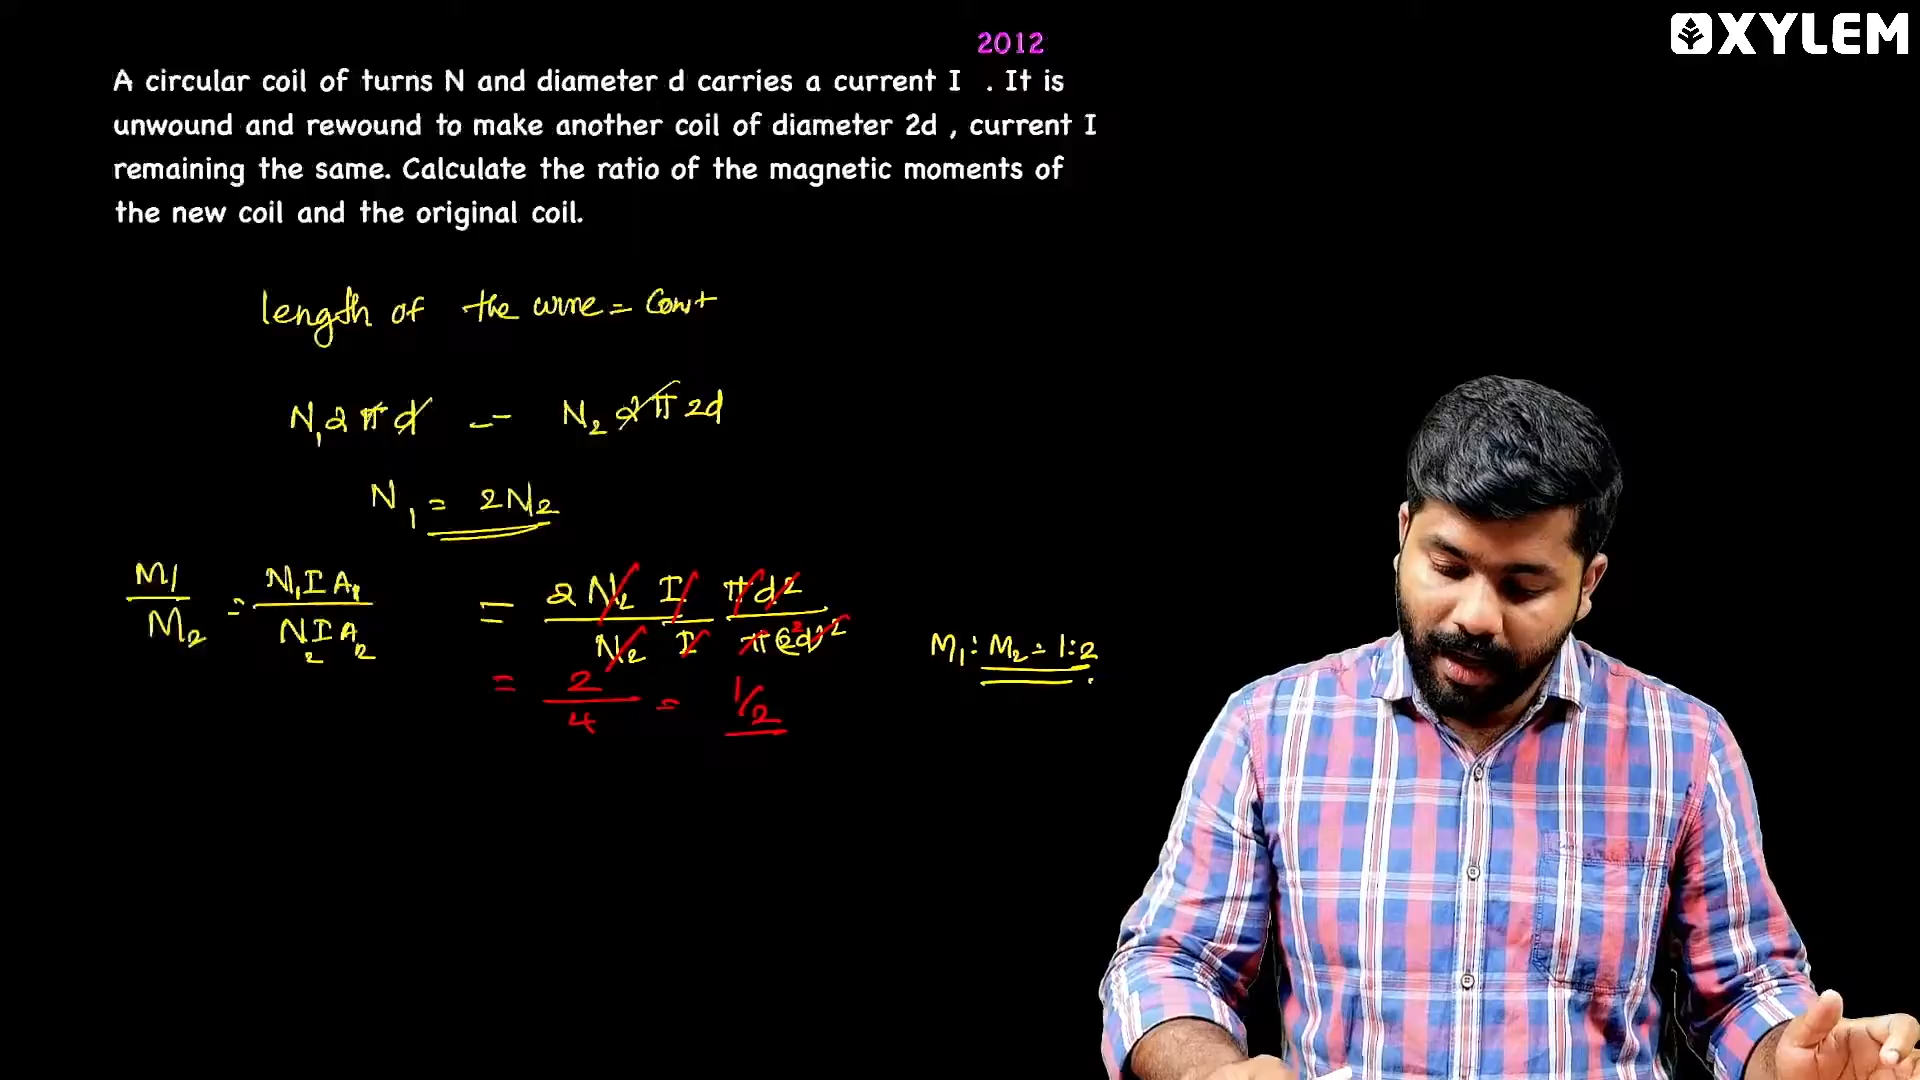 XYLEM
2012
A circular coil of turns N and diameter d carries a current I . It is
unwound and rewound to make another coil of diameter 2d , current I
remaining the same. Calculate the ratio of the magnetic moments of
the new coil and the original coil.
length of the wire = Const
N₁ 2 π d = N₂ 2π 2d
N₁ = 2N₂
M1/M₂ = N₁ I A₁/N₂ I A₂ = 2 N₂ I π d²/N₂ I π (2d)²
= 2/4 = 1/2
M₁ : M₂ = 1:2